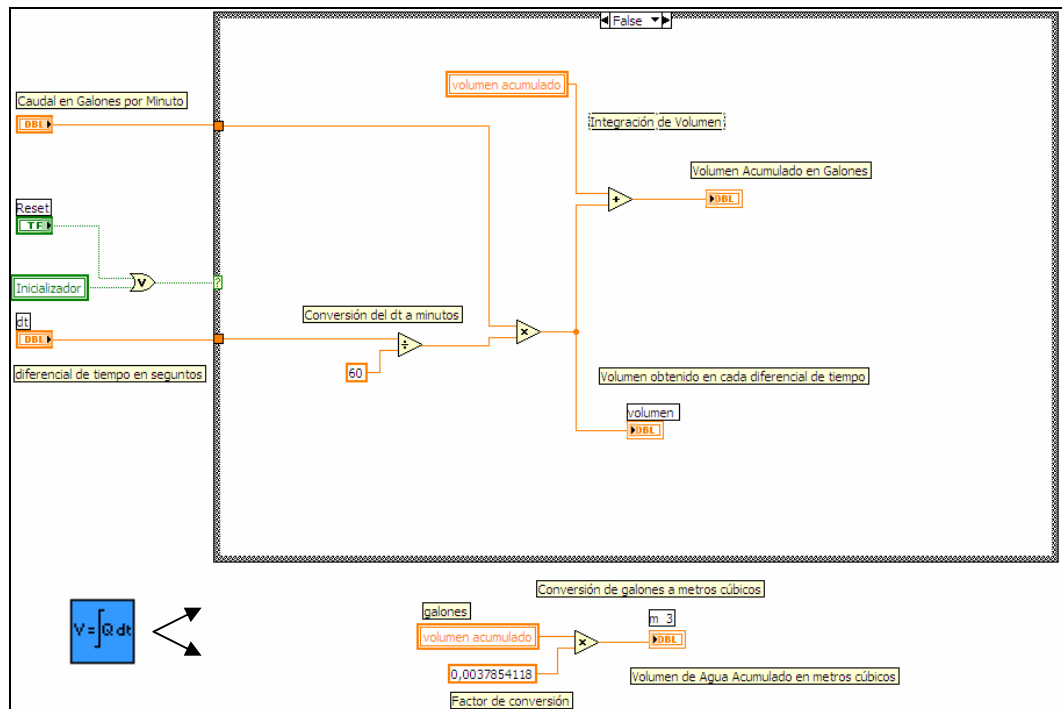 False
volumen acumulado
Caudal en Galones por Minuto
DBL
Integración de Volumen
Volumen Acumulado en Galones
DBL
Reset
TF
Inicializador
V
?
+
dt
DBL
Conversión del dt a minutos
÷
x
60
diferencial de tiempo en seguntos
Volumen obtenido en cada diferencial de tiempo
volumen
DBL
Conversión de galones a metros cúbicos
V = ∫Q dt
galones
volumen acumulado
x
m 3
DBL
0,0037854118
Volumen de Agua Acumulado en metros cúbicos
Factor de conversión